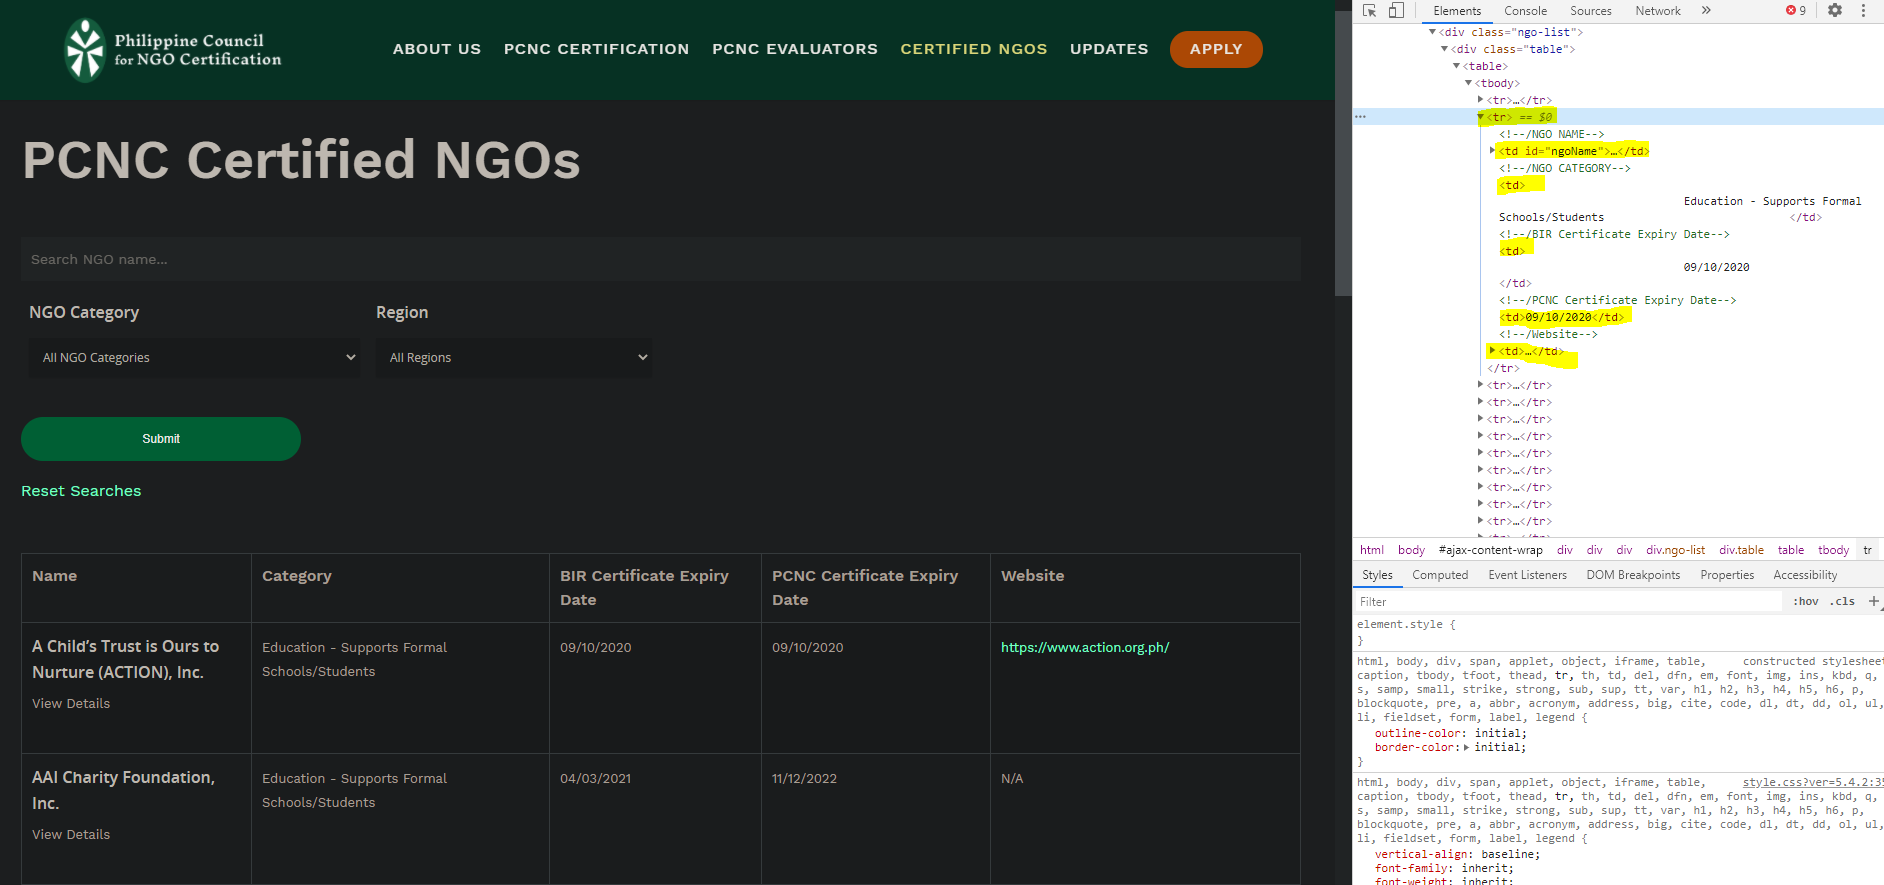 Philippine Council
for NGO Certification
ABOUT US PCNC CERTIFICATION PCNC EVALUATORS CERTIFIED NGOS UPDATES APPLY
PCNC Certified NGOs
Search NGO name...
NGO Category Region
All NGO Categories All Regions
Submit
Reset Searches
Name Category BIR Certificate Expiry Date PCNC Certificate Expiry Date Website
A Child’s Trust is Ours to
Nurture (ACTION), Inc.
View Details
Education - Supports Formal
Schools/Students
09/10/2020
09/10/2020
https://www.action.org.ph/
AAI Charity Foundation,
Inc.
View Details
Education - Supports Formal
Schools/Students
04/03/2021
11/12/2022
N/A
Elements Console Sources Network » 9
<div class="ngo-list">
<div class="table">
<table>
<tbody>
<tr>…</tr>
<tr> == $0
<!--/NGO NAME-->
<td id="ngoName">…</td>
<!--/NGO CATEGORY-->
<td>
Education - Supports Formal
Schools/Students </td>
<!--/BIR Certificate Expiry Date-->
<td>
09/10/2020
</td>
<!--/PCNC Certificate Expiry Date-->
<td>09/10/2020</td>
<!--/Website-->
<td>…</td>
</tr>
<tr>…</tr>
<tr>…</tr>
<tr>…</tr>
<tr>…</tr>
<tr>…</tr>
<tr>…</tr>
<tr>…</tr>
<tr>…</tr>
<tr>…</tr>
html body #ajax-content-wrap div div div div.ngo-list div.table table tbody tr
Styles Computed Event Listeners DOM Breakpoints Properties Accessibility
Filter :hov .cls +
element.style {
}
html, body, div, span, applet, object, iframe, table, constructed stylesheet
caption, tbody, tfoot, thead, tr, th, td, del, dfn, em, font, img, ins, kbd, q,
s, samp, small, strike, strong, sub, sup, tt, var, h1, h2, h3, h4, h5, h6, p,
blockquote, pre, a, abbr, acronym, address, big, cite, code, dl, dt, dd, ol, ul,
li, fieldset, form, label, legend {
outline-color: initial;
border-color: initial;
}
html, body, div, span, applet, object, iframe, table, style.css?ver=5.4.2:35
caption, tbody, tfoot, thead, tr, th, td, del, dfn, em, font, img, ins, kbd, q,
s, samp, small, strike, strong, sub, sup, tt, var, h1, h2, h3, h4, h5, h6, p,
blockquote, pre, a, abbr, acronym, address, big, cite, code, dl, dt, dd, ol, ul,
li, fieldset, form, label, legend {
vertical-align: baseline;
font-family: inherit;
font-weight: inherit;